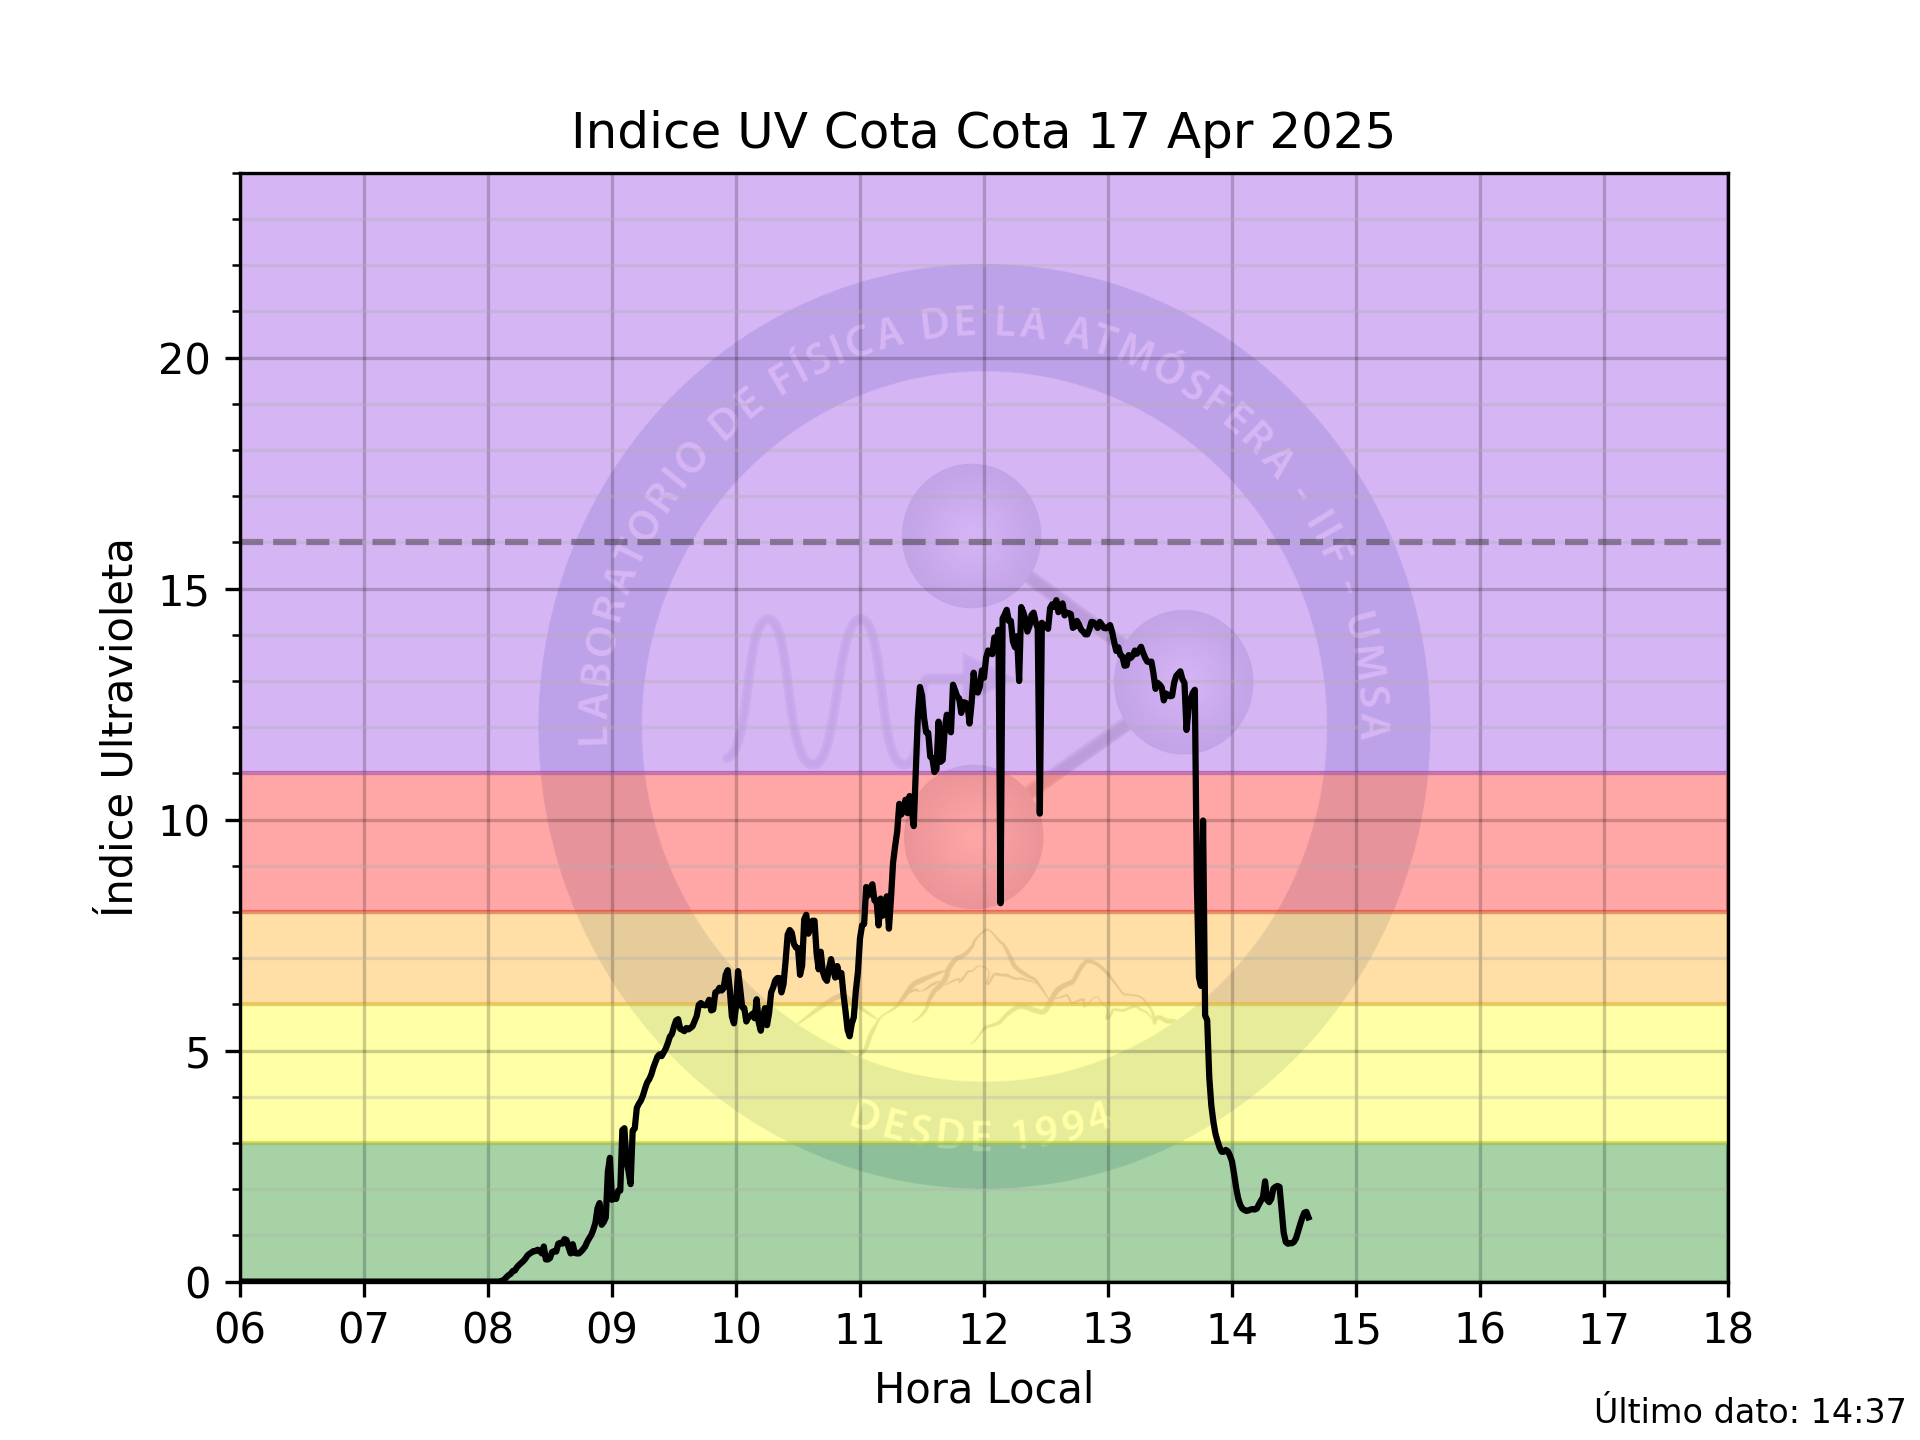 Indice UV Cota Cota 17 Apr 2025
LABORATORIO DE FÍSICA DE LA ATMÓSFERA - IIF - UMSA
DESDE 1994
Índice Ultravioleta
20
15
10
5
0
06 07 08 09 10 11 12 13 14 15 16 17 18
Hora Local
Último dato: 14:37